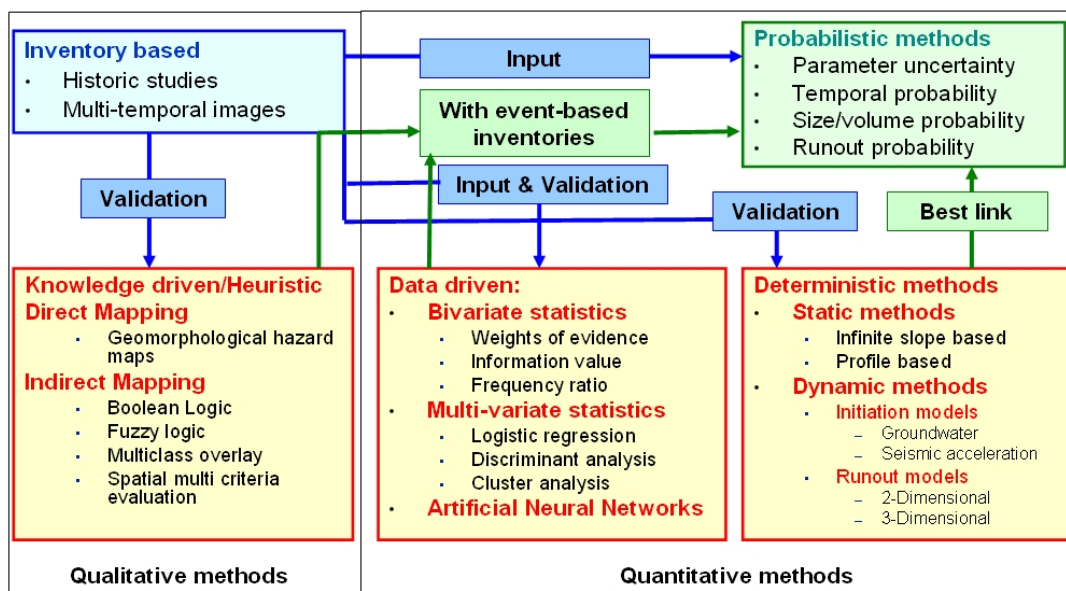 Inventory based
• Historic studies
• Multi-temporal images
Input
With event-based
inventories
Probabilistic methods
• Parameter uncertainty
• Temporal probability
• Size/volume probability
• Runout probability
Validation
Input & Validation
Validation
Best link
Knowledge driven/Heuristic
Direct Mapping
• Geomorphological hazard
maps
Indirect Mapping
• Boolean Logic
• Fuzzy logic
• Multiclass overlay
• Spatial multi criteria
evaluation
Data driven:
• Bivariate statistics
• Weights of evidence
• Information value
• Frequency ratio
• Multi-variate statistics
• Logistic regression
• Discriminant analysis
• Cluster analysis
• Artificial Neural Networks
Deterministic methods
• Static methods
• Infinite slope based
• Profile based
• Dynamic methods
• Initiation models
– Groundwater
– Seismic acceleration
• Runout models
– 2-Dimensional
– 3-Dimensional
Qualitative methods
Quantitative methods